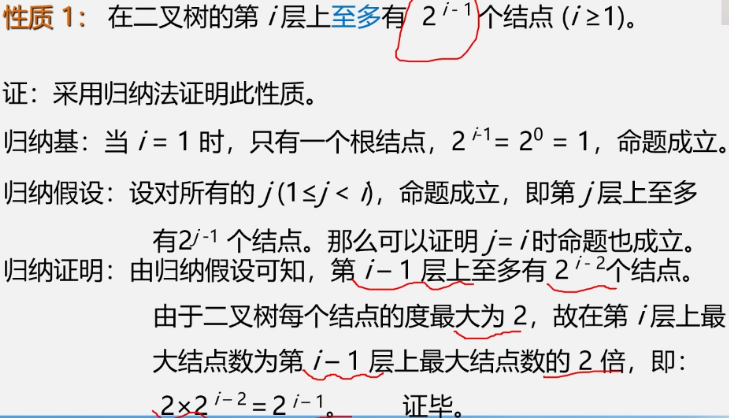 性质 1： 在二叉树的第 i 层上至多有 2^{i-1} 个结点 (i ≥1)。
证：采用归纳法证明此性质。
归纳基：当 i = 1 时，只有一个根结点，2^{i-1} = 2^0 = 1，命题成立。
归纳假设：设对所有的 j (1≤j < i)，命题成立，即第 j 层上至多
有2^{j-1} 个结点。那么可以证明 j= i 时命题也成立。
归纳证明：由归纳假设可知，第 i – 1 层上至多有 2^{i-2}个结点。
由于二叉树每个结点的度最大为 2，故在第 i 层上最
大结点数为第 i – 1 层上最大结点数的 2 倍，即：
2×2^{i-2} = 2^{i-1}。 证毕。